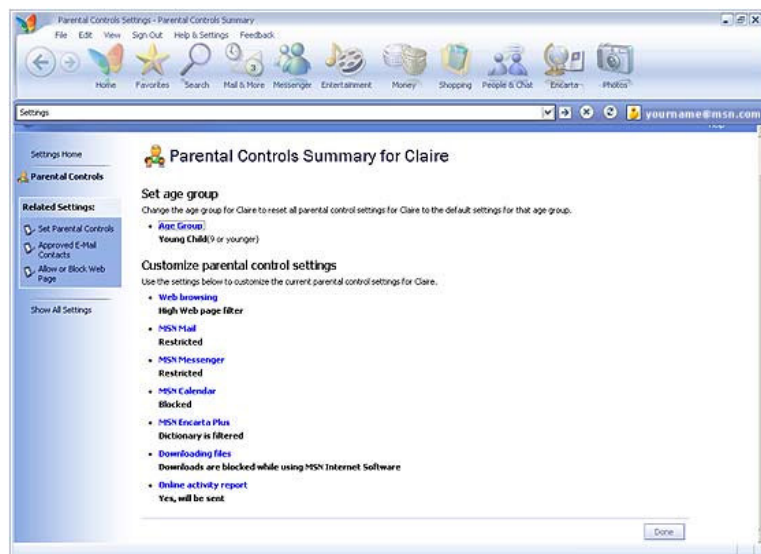 Parental Controls Settings - Parental Controls Summary
File Edit View Sign Out Help & Settings Feedback
Home Favorites Search Mail & More Messenger Entertainment Money Shopping People & Chat Encarta Photos
Settings
yourname@msn.com
Help
Settings Home
Parental Controls
Related Settings:
Set Parental Controls
Approved E-Mail
Contacts
Allow or Block Web
Page
Show All Settings
Parental Controls Summary for Claire
Set age group
Change the age group for Claire to reset all parental control settings for Claire to the default settings for that age group.
• Age Group
Young Child(9 or younger)
Customize parental control settings
Use the settings below to customize the current parental control settings for Claire.
• Web browsing
High Web page filter
• MSN Mail
Restricted
• MSN Messenger
Restricted
• MSN Calendar
Blocked
• MSN Encarta Plus
Dictionary is filtered
• Downloading files
Downloads are blocked while using MSN Internet Software
• Online activity report
Yes, will be sent
Done